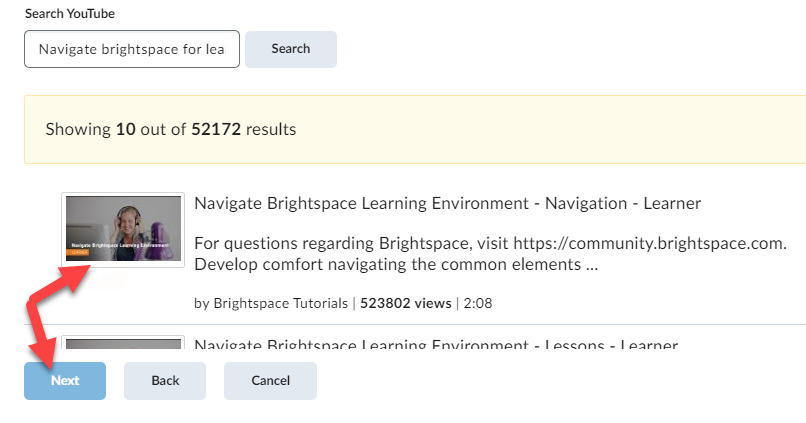 Search YouTube
Navigate brightspace for lea
Search
Showing 10 out of 52172 results
Navigate Brightspace Learning Environment - Navigation - Learner
Navigate Brightspace Learning Environment
For questions regarding Brightspace, visit https://community.brightspace.com.
Develop comfort navigating the common elements ...
by Brightspace Tutorials | 523802 views | 2:08
Navigate Brightspace Learning Environment - Lessons - Learner
Next
Back
Cancel